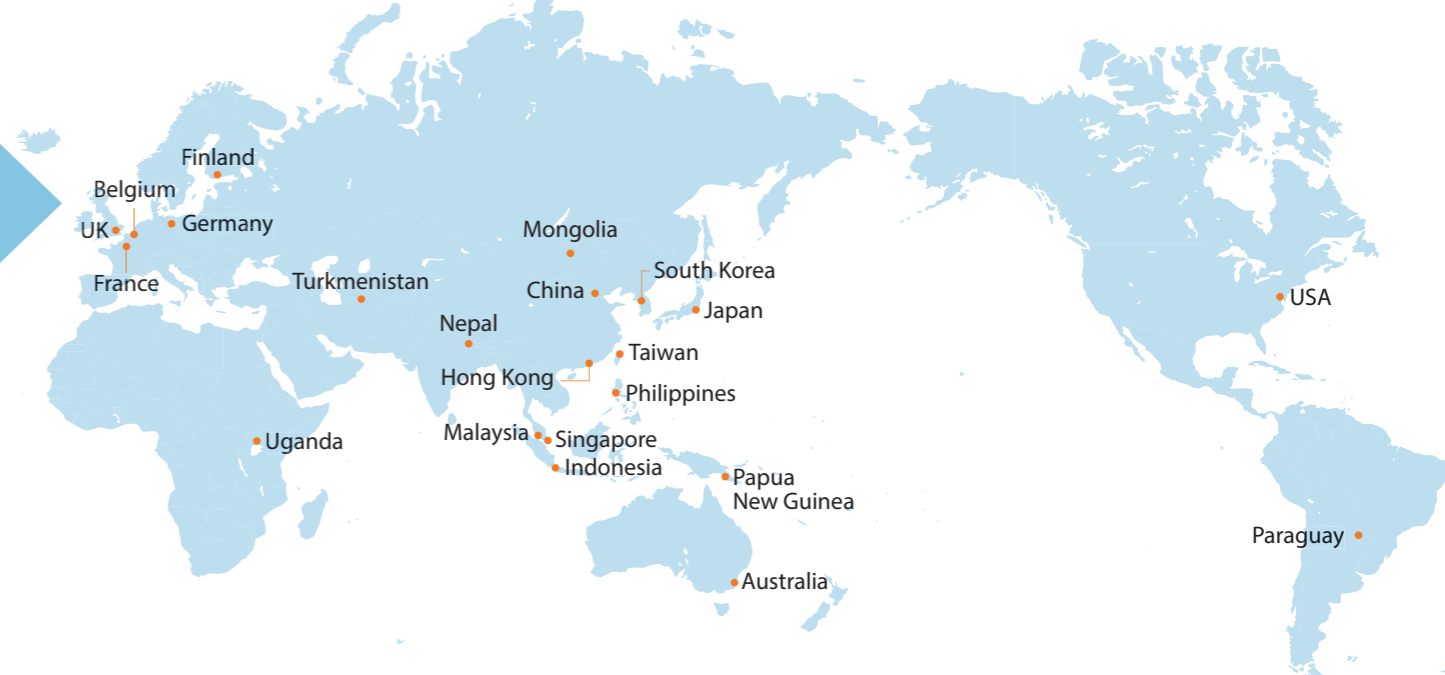 Finland
Belgium
UK
Germany
France
Turkmenistan
Mongolia
South Korea
China
Japan
USA
Nepal
Taiwan
Hong Kong
Philippines
Malaysia
Singapore
Uganda
Indonesia
Papua
New Guinea
Paraguay
Australia